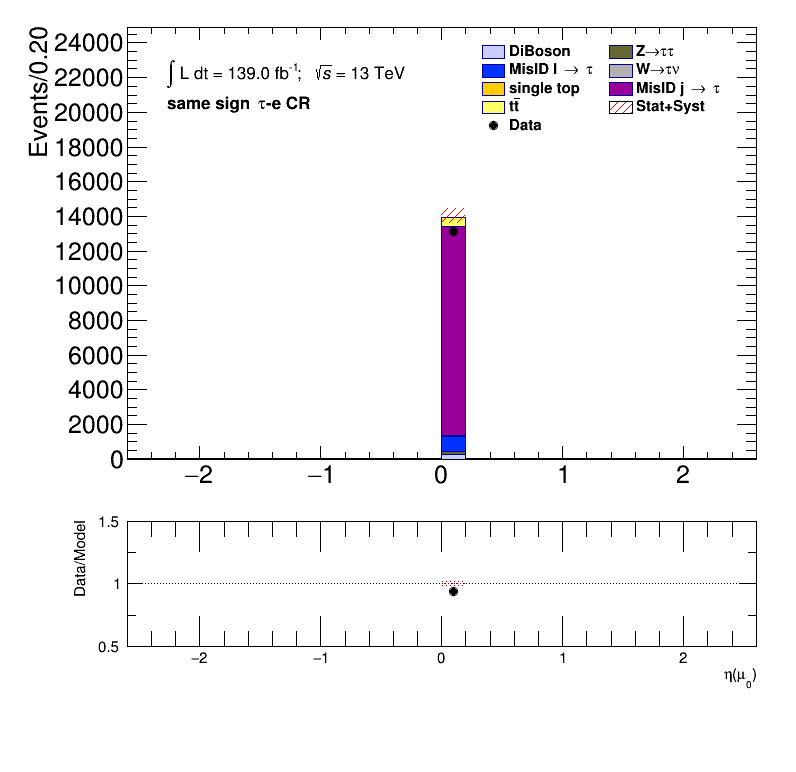 Events/0.20
24000
22000
20000
18000
16000
14000
12000
10000
8000
6000
4000
2000
0
∫ L dt = 139.0 fb⁻¹; √s = 13 TeV
same sign τ-e CR
DiBoson
MisID l → τ
single top
tt̄
Data
Z→ττ
W→τν
MisID j → τ
Stat+Syst
−2 −1 0 1 2
Data/Model
1.5
1
0.5
−2 −1 0 1 2
η(μ₀)